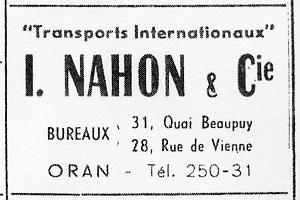 "Transports Internationaux"
I. NAHON & Cie
BUREAUX } 31, Quai Beaupuy
28, Rue de Vienne
ORAN - Tél. 250-31